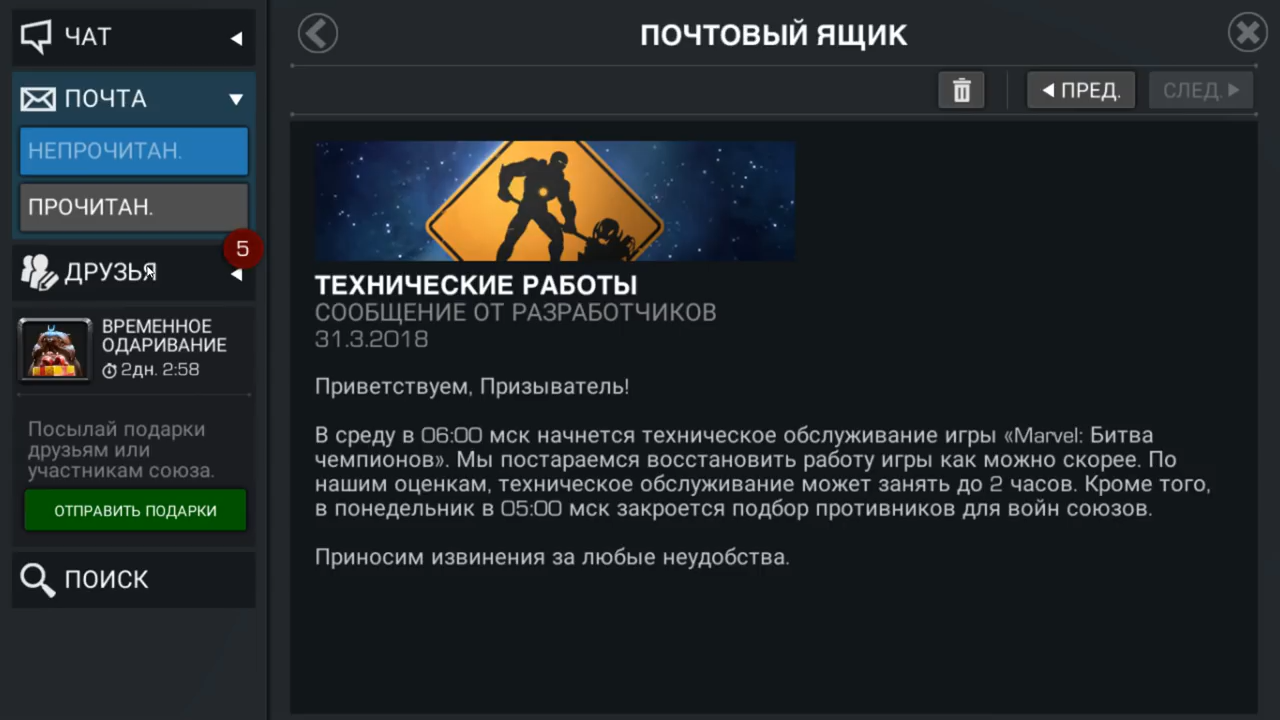 ЧАТ
ПОЧТА
НЕПРОЧИТАН.
ПРОЧИТАН.
5
ДРУЗЬЯ
ВРЕМЕННОЕ
ОДАРИВАНИЕ
2дн. 2:58
Посылай подарки
друзьям или
участникам союза.
ОТПРАВИТЬ ПОДАРКИ
ПОИСК
ПОЧТОВЫЙ ЯЩИК
ПРЕД.
СЛЕД.
ТЕХНИЧЕСКИЕ РАБОТЫ
СООБЩЕНИЕ ОТ РАЗРАБОТЧИКОВ
31.3.2018
Приветствуем, Призыватель!
В среду в 06:00 мск начнется техническое обслуживание игры «Marvel: Битва
чемпионов». Мы постараемся восстановить работу игры как можно скорее. По
нашим оценкам, техническое обслуживание может занять до 2 часов. Кроме того,
в понедельник в 05:00 мск закроется подбор противников для войн союзов.
Приносим извинения за любые неудобства.